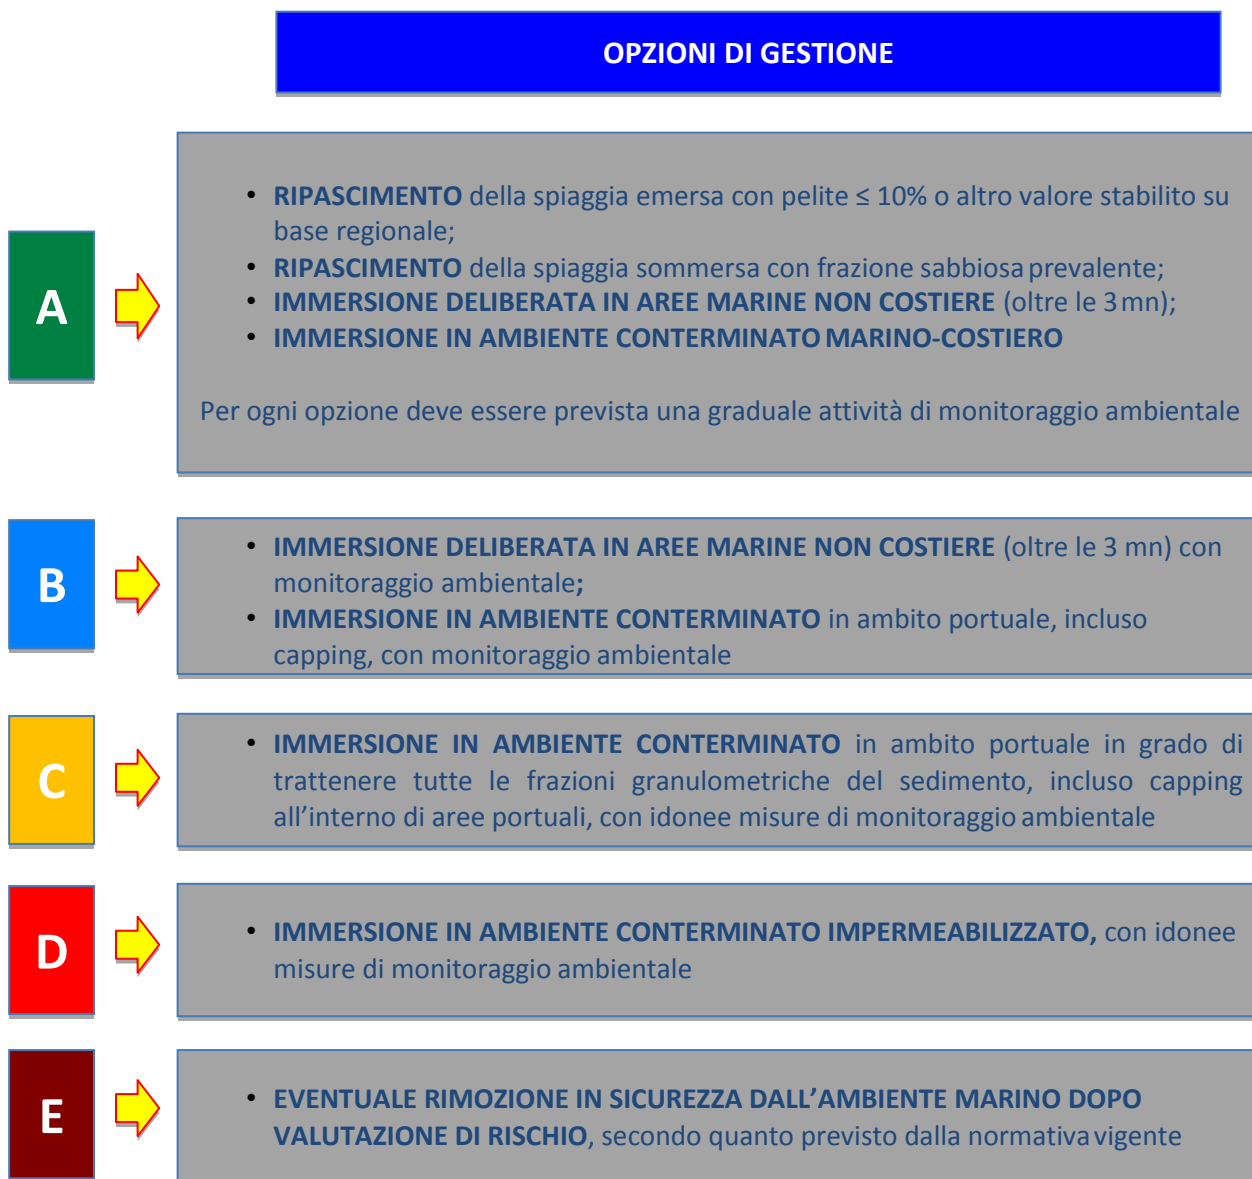 OPZIONI DI GESTIONE
A
• RIPASCIMENTO della spiaggia emersa con pelite ≤ 10% o altro valore stabilito su
base regionale;
• RIPASCIMENTO della spiaggia sommersa con frazione sabbiosa prevalente;
• IMMERSIONE DELIBERATA IN AREE MARINE NON COSTIERE (oltre le 3 mn);
• IMMERSIONE IN AMBIENTE CONTERMINATO MARINO-COSTIERO
Per ogni opzione deve essere prevista una graduale attività di monitoraggio ambientale
B
• IMMERSIONE DELIBERATA IN AREE MARINE NON COSTIERE (oltre le 3 mn) con
monitoraggio ambientale;
• IMMERSIONE IN AMBIENTE CONTERMINATO in ambito portuale, incluso
capping, con monitoraggio ambientale
C
• IMMERSIONE IN AMBIENTE CONTERMINATO in ambito portuale in grado di
trattenere tutte le frazioni granulometriche del sedimento, incluso capping
all’interno di aree portuali, con idonee misure di monitoraggio ambientale
D
• IMMERSIONE IN AMBIENTE CONTERMINATO IMPERMEABILIZZATO, con idonee
misure di monitoraggio ambientale
E
• EVENTUALE RIMOZIONE IN SICUREZZA DALL’AMBIENTE MARINO DOPO
VALUTAZIONE DI RISCHIO, secondo quanto previsto dalla normativa vigente